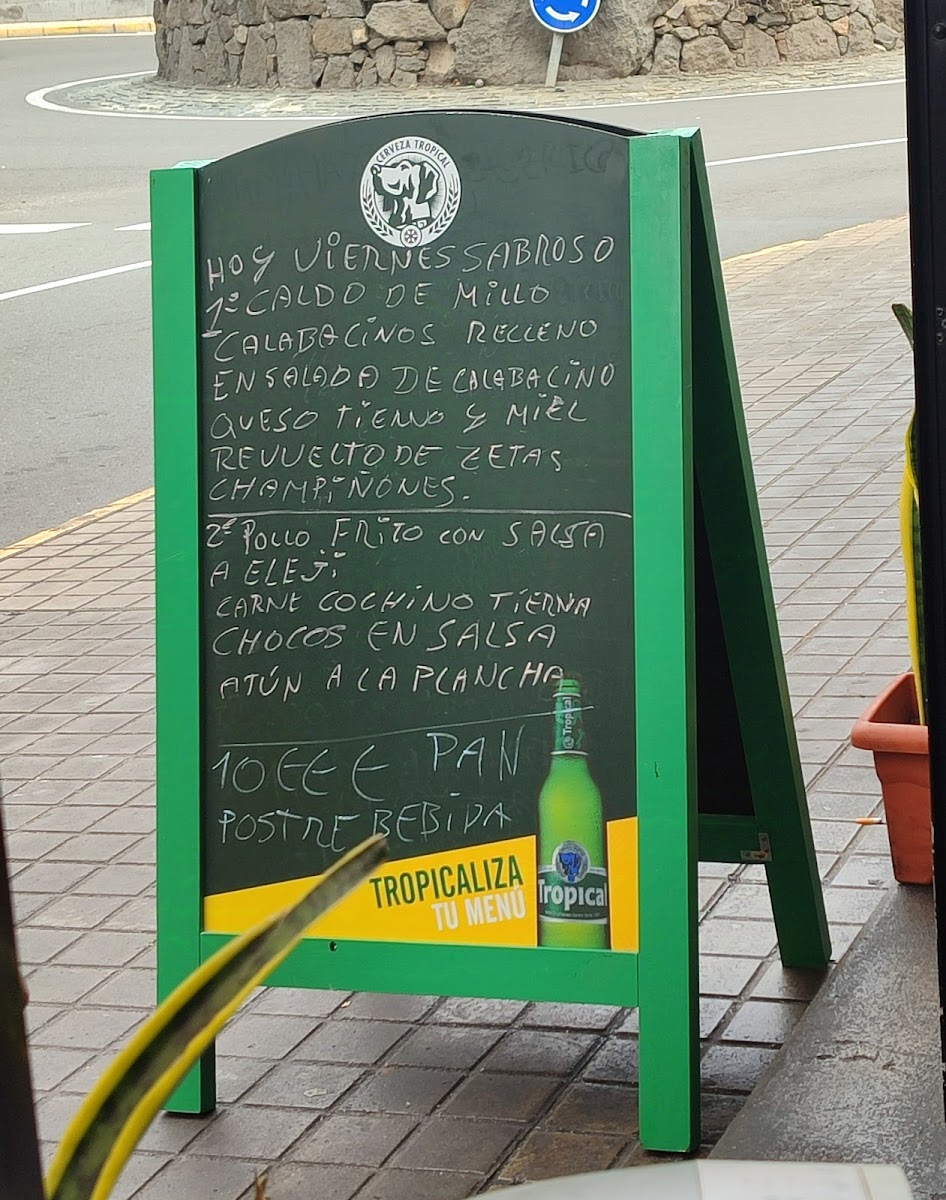 CERVEZA TROPICAL
HOY VIERNES SABROSO
1º CALDO DE MILLO
CALABACINOS RELLENO
ENSALADA DE CALABACINO
QUESO TIERNO Y MIEL
REVUELTO DE ZETAS
CHAMPIÑONES.
2º POLLO FRITO CON SALSA
A ELEJi
CARNE COCHINO TIERNA
CHOCOS EN SALSA
ATÚN A LA PLANCHA
10€€€ PAN
POSTRE BEBIDA
TROPICALIZA
TU MENÚ
Tropical
Tropical